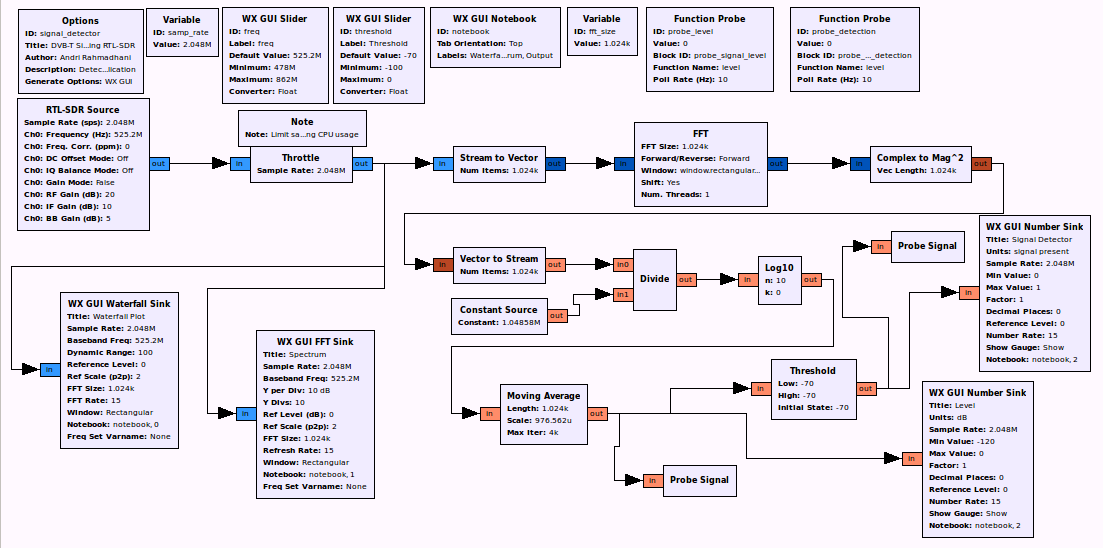 Options
ID: signal_detector
Title: DVB-T Si...ing RTL-SDR
Author: Andri Rahmadhani
Description: Detec...lication
Generate Options: WX GUI
Variable
ID: samp_rate
Value: 2.048M
WX GUI Slider
ID: freq
Label: freq
Default Value: 525.2M
Minimum: 478M
Maximum: 862M
Converter: Float
WX GUI Slider
ID: threshold
Label: Threshold
Default Value: -70
Minimum: -100
Maximum: 0
Converter: Float
WX GUI Notebook
ID: notebook
Tab Orientation: Top
Labels: Waterfa...rum, Output
Variable
ID: fft_size
Value: 1.024k
Function Probe
ID: probe_level
Value: 0
Block ID: probe_signal_level
Function Name: level
Poll Rate (Hz): 10
Function Probe
ID: probe_detection
Value: 0
Block ID: probe_..._detection
Function Name: level
Poll Rate (Hz): 10
RTL-SDR Source
Sample Rate (sps): 2.048M
Ch0: Frequency (Hz): 525.2M
Ch0: Freq. Corr. (ppm): 0
Ch0: DC Offset Mode: Off
Ch0: IQ Balance Mode: Off
Ch0: Gain Mode: False
Ch0: RF Gain (dB): 20
Ch0: IF Gain (dB): 10
Ch0: BB Gain (dB): 5
out
Note
Note: Limit sa...ng CPU usage
in
Throttle
Sample Rate: 2.048M
out
in
Stream to Vector
Num Items: 1.024k
out
in
FFT
FFT Size: 1.024k
Forward/Reverse: Forward
Window: window.rectangular...
Shift: Yes
Num. Threads: 1
out
in
Complex to Mag^2
Vec Length: 1.024k
out
in
Vector to Stream
Num Items: 1.024k
out
Constant Source
Constant: 1.04858M
out
in0
in1
Divide
out
in
Log10
n: 10
k: 0
out
in
Probe Signal
in
WX GUI Number Sink
Title: Signal Detector
Units: signal present
Sample Rate: 2.048M
Min Value: 0
Max Value: 1
Factor: 1
Decimal Places: 0
Reference Level: 0
Number Rate: 15
Show Gauge: Show
Notebook: notebook, 2
in
WX GUI Waterfall Sink
Title: Waterfall Plot
Sample Rate: 2.048M
Baseband Freq: 525.2M
Dynamic Range: 100
Reference Level: 0
Ref Scale (p2p): 2
FFT Size: 1.024k
FFT Rate: 15
Window: Rectangular
Notebook: notebook, 0
Freq Set Varname: None
in
WX GUI FFT Sink
Title: Spectrum
Sample Rate: 2.048M
Baseband Freq: 525.2M
Y per Div: 10 dB
Y Divs: 10
Ref Level (dB): 0
Ref Scale (p2p): 2
FFT Size: 1.024k
Refresh Rate: 15
Window: Rectangular
Notebook: notebook, 1
Freq Set Varname: None
in
Moving Average
Length: 1.024k
Scale: 976.562u
Max Iter: 4k
out
in
Threshold
Low: -70
High: -70
Initial State: -70
out
in
Probe Signal
in
WX GUI Number Sink
Title: Level
Units: dB
Sample Rate: 2.048M
Min Value: -120
Max Value: 0
Factor: 1
Decimal Places: 0
Reference Level: 0
Number Rate: 15
Show Gauge: Show
Notebook: notebook, 2